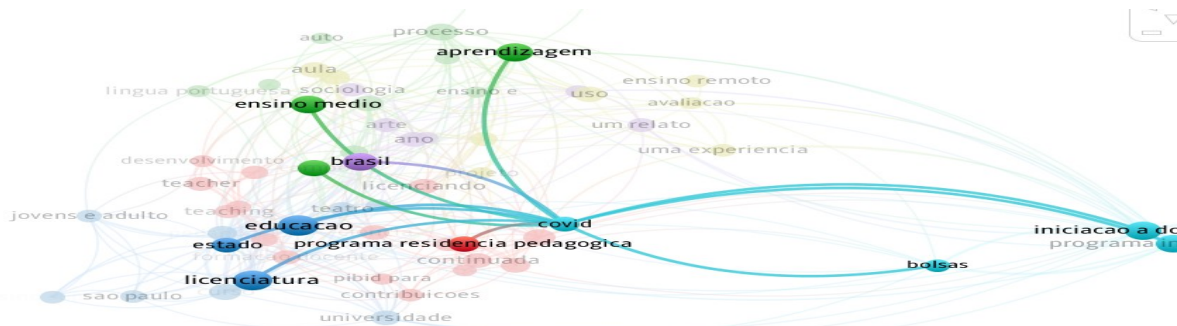 processo
auto
aprendizagem
aula
ensino remoto
lingua portuguesa
sociologia
ensino e
uso
ensino medio
avaliacao
arte
um relato
ano
uma experiencia
desenvolvimento
brasil
projeto
teacher
licenciando
jovens e adulto
teaching
teatro
educacao
covid
iniciacao a do
estado
programa residencia pedagogica
programa in
continuada
bolsas
licenciatura
pibid para
sao paulo
contribuicoes
universidade